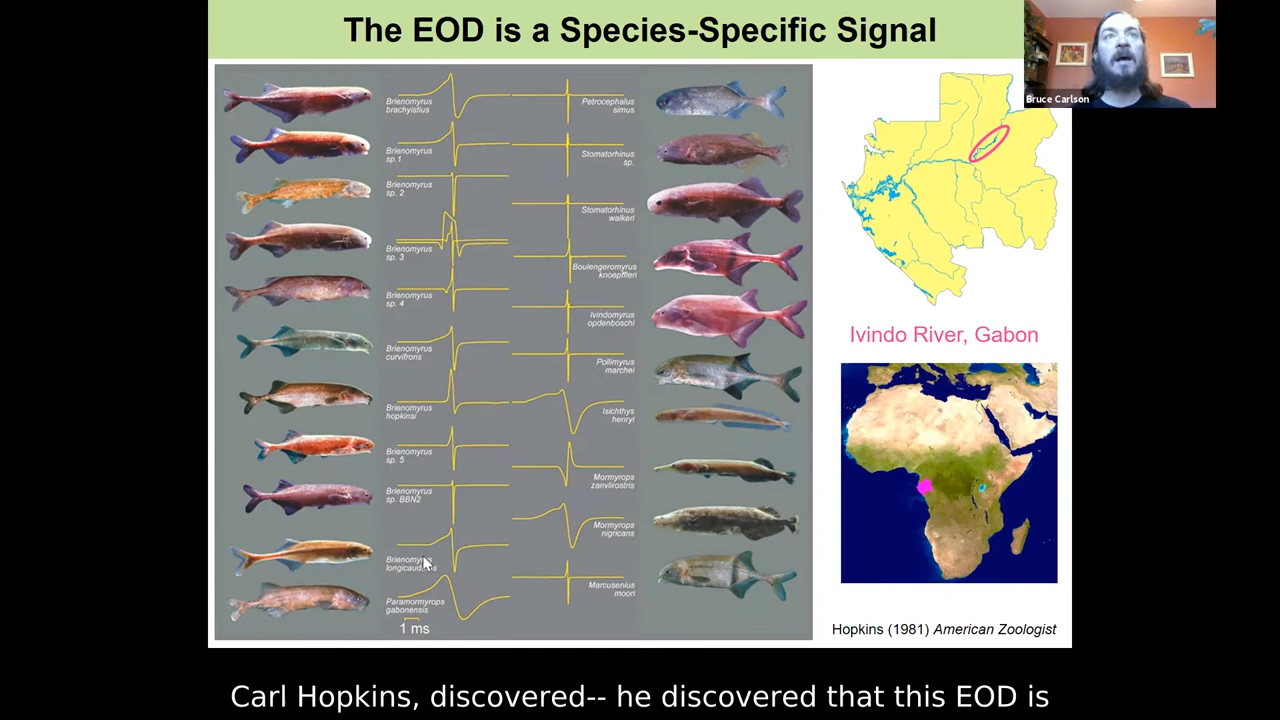 The EOD is a Species-Specific Signal
Bruce Carlson
Brienomyrus
brachyistius
Brienomyrus
sp.1
Brienomyrus
sp. 2
Brienomyrus
sp. 3
Brienomyrus
sp. 4
Brienomyrus
curvifrons
Brienomyrus
hopkinsi
Brienomyrus
sp. 5
Brienomyrus
sp. BBN2
Brienomyrus
longicaudatus
Paramormyrops
gabonensis
1 ms
Petrocephalus
simus
Stomatorhinus
sp.
Stomatorhinus
walkeri
Boulengeromyrus
knoepffleri
Ivindomyrus
opdenboschi
Pollimyrus
marchei
Isichthys
henryi
Mormyrops
zanvlirostris
Mormyrops
nigricans
Marcusenius
moori
Ivindo River, Gabon
Hopkins (1981) American Zoologist
Carl Hopkins, discovered-- he discovered that this EOD is